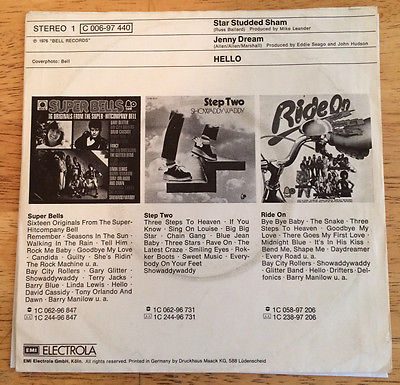 STEREO 1 C 006-97 440
℗ 1975 "BELL RECORDS"
Coverphoto: Bell
Star Studded Sham
(Russ Ballard) Produced by Mike Leander
Jenny Dream
(Allen/Allen/Marshall) Produced by Eddie Seago and John Hudson
HELLO
SUPER BELLS
16 ORIGINALS FROM THE SUPER-HITCOMPANY BELL
Step Two
SHOWADDYWADDY
Ride On
Super Bells
Sixteen Originals From The Super-
Hitcompany Bell
Remember · Seasons In The Sun ·
Walking In The Rain · Tell Him ·
Rock Me Baby · Goodbye My Love
· Candida · Guilty · She's Ridin'
The Rock Machine u. a.
Bay City Rollers · Gary Glitter ·
Showaddywaddy · Terry Jacks ·
Barry Blue · Linda Lewis · Hello ·
David Cassidy · Tony Orlando And
Dawn · Barry Manilow u. a.
1C 062-96 847
1C 244-96 847
Step Two
Three Steps To Heaven · If You
Know · Sing On Louise · Big Big
Star · Chain Gang · Blue Jean
Baby · Three Stars · Rave On · The
Latest Craze · Smiling Eyes · Rok-
ker Boots · Sweet Music · Every-
body On Your Feet
Showaddywaddy
1C 062-96 731
1C 244-96 731
Ride On
Bye Bye Baby · The Snake · Three
Steps To Heaven · Goodbye My
Love · There Goes My First Love ·
Midnight Blue · It's In His Kiss ·
Bend Me, Shape Me · Daydreamer
· Every Road u. a.
Bay City Rollers · Showaddywaddy ·
Glitter Band · Hello · Drifters · Del-
fonics · Barry Manilow u. a.
1C 058-97 206
1C 238-97 206
EMI ELECTROLA
EMI Electrola GmbH, Köln. All rights reserved. Printed in Germany by Druckhaus Maack KG, 588 Lüdenscheid